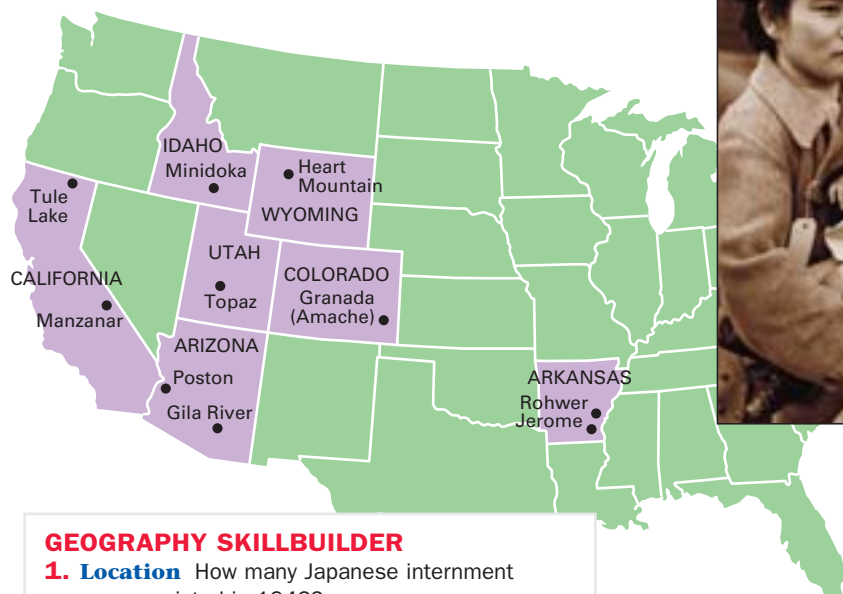 IDAHO
Minidoka
Heart
Mountain
WYOMING
Tule
Lake
UTAH
Topaz
COLORADO
Granada
(Amache)
CALIFORNIA
Manzanar
ARIZONA
Poston
Gila River
ARKANSAS
Rohwer
Jerome
GEOGRAPHY SKILLBUILDER
1. Location How many Japanese internment